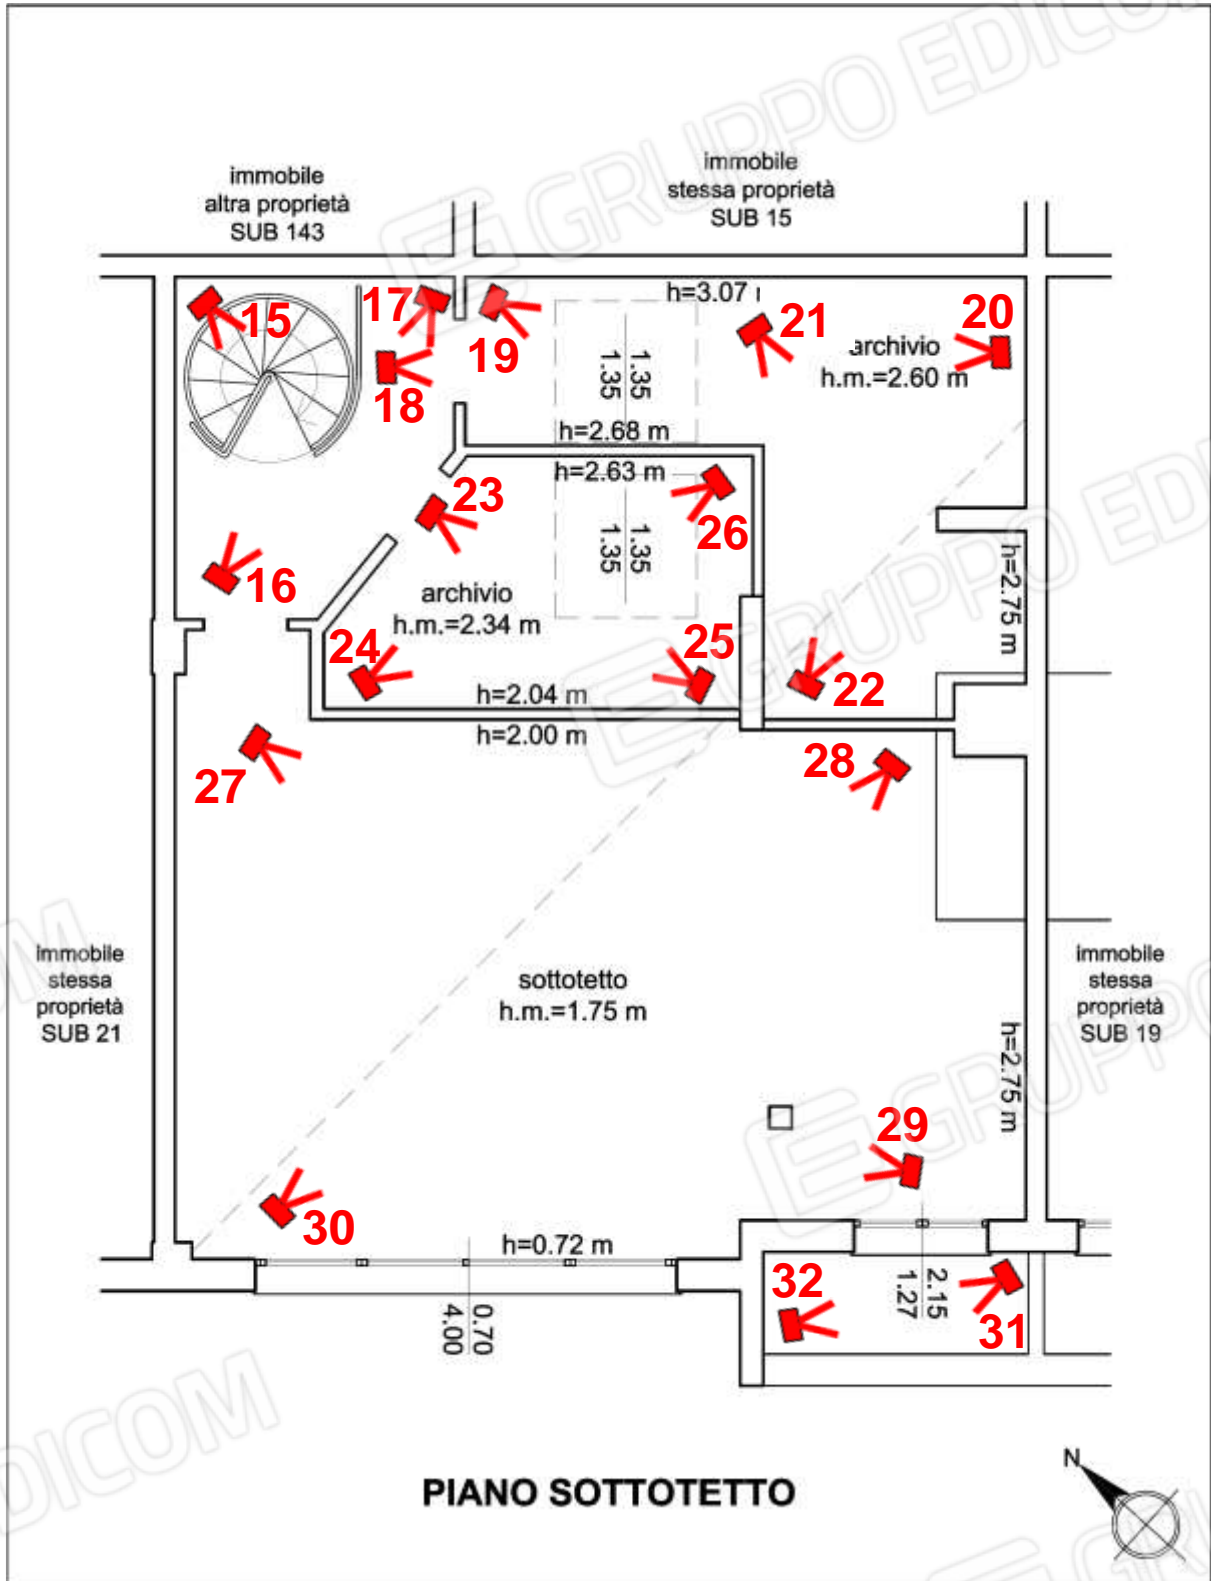 GRUPPO EDICOM
immobile
altra proprietà
SUB 143
immobile
stessa proprietà
SUB 15
15
17
19
h=3.07
21
20
18
1.35
1.35
archivio
h.m.=2.60 m
h=2.68 m
h=2.63 m
23
26
1.35
1.35
16
archivio
h.m.=2.34 m
h=2.75 m
24
25
22
h=2.04 m
h=2.00 m
27
28
GRUPPO EDICOM
immobile
stessa
proprietà
SUB 21
sottotetto
h.m.=1.75 m
immobile
stessa
proprietà
SUB 19
h=2.75 m
29
30
h=0.72 m
32
31
2.15
1.27
0.70
4.00
GRUPPO
EDICOM
PIANO SOTTOTETTO
N